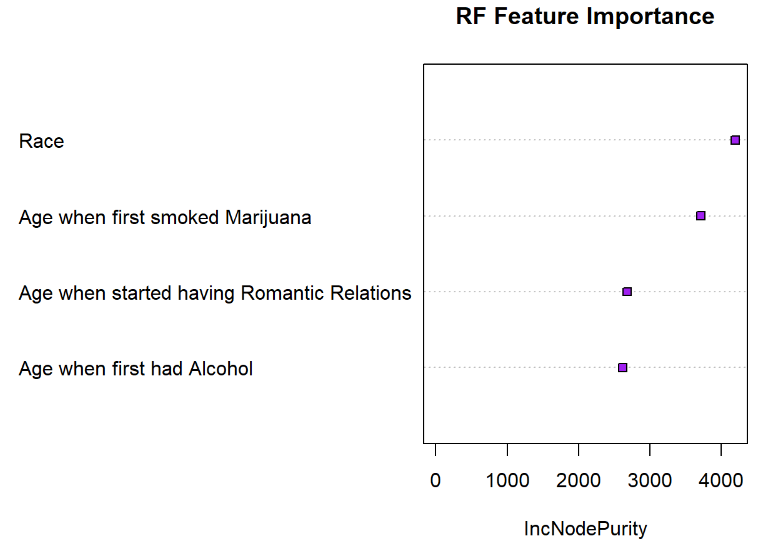 RF Feature Importance
Race
Age when first smoked Marijuana
Age when started having Romantic Relations
Age when first had Alcohol
0 1000 2000 3000 4000
IncNodePurity